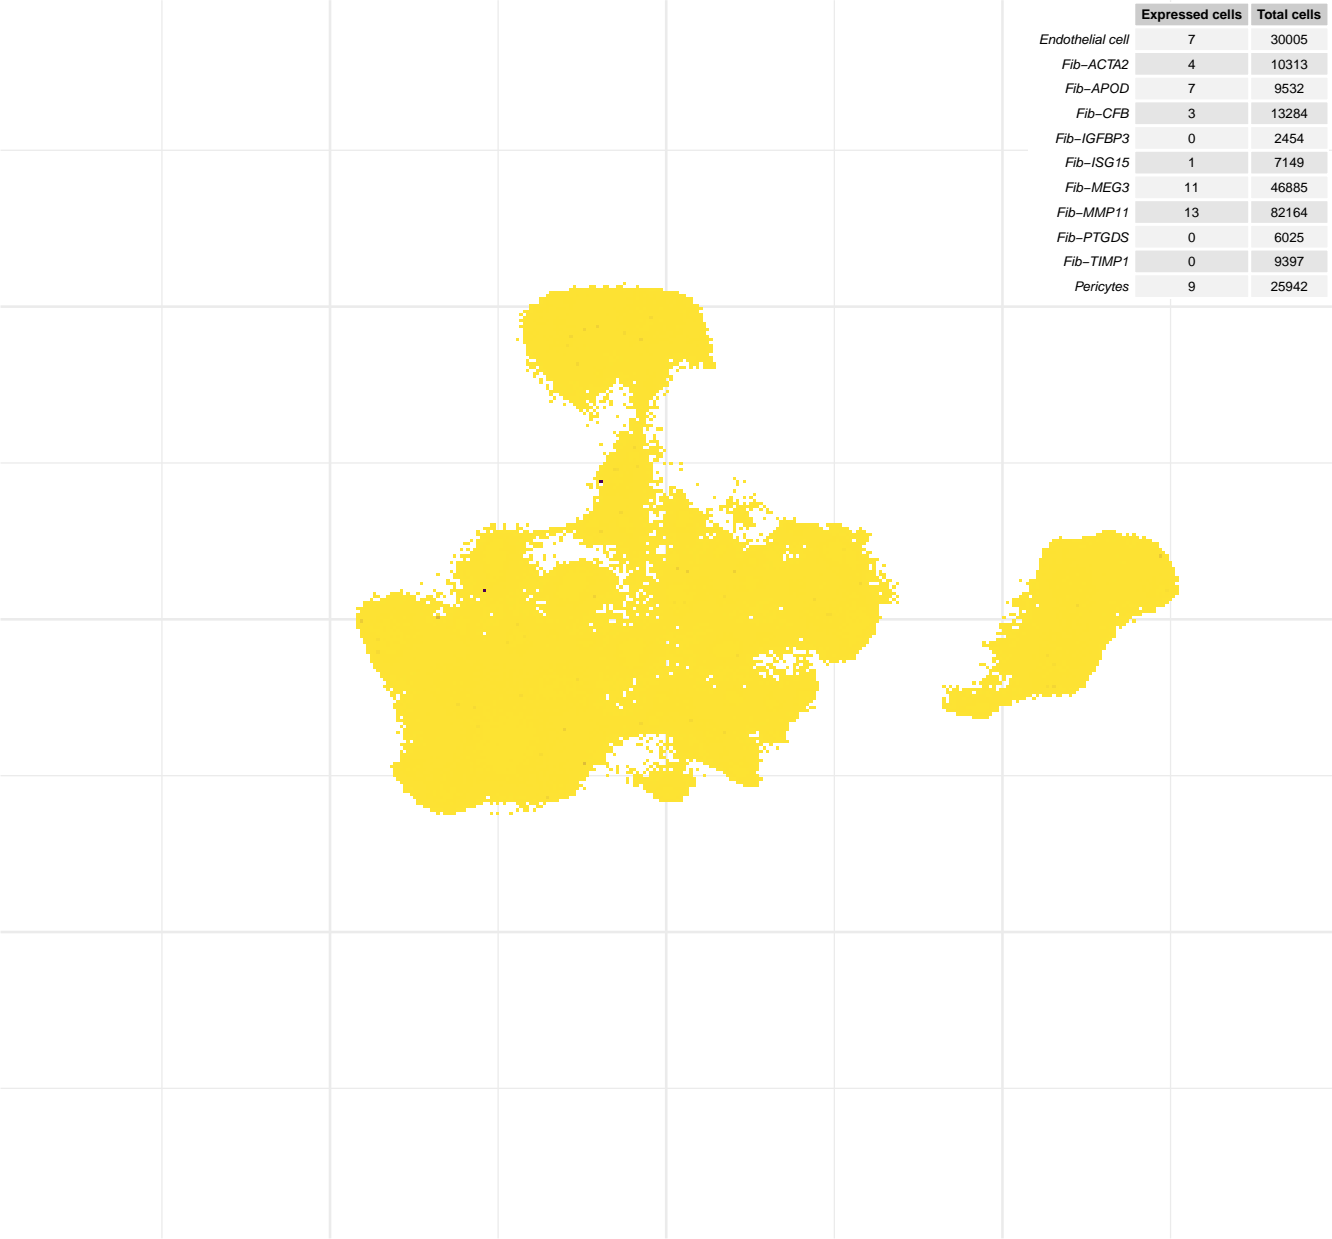 Expressed cells Total cells
Endothelial cell 7 30005
Fib−ACTA2 4 10313
Fib−APOD 7 9532
Fib−CFB 3 13284
Fib−IGFBP3 0 2454
Fib−ISG15 1 7149
Fib−MEG3 11 46885
Fib−MMP11 13 82164
Fib−PTGDS 0 6025
Fib−TIMP1 0 9397
Pericytes 9 25942